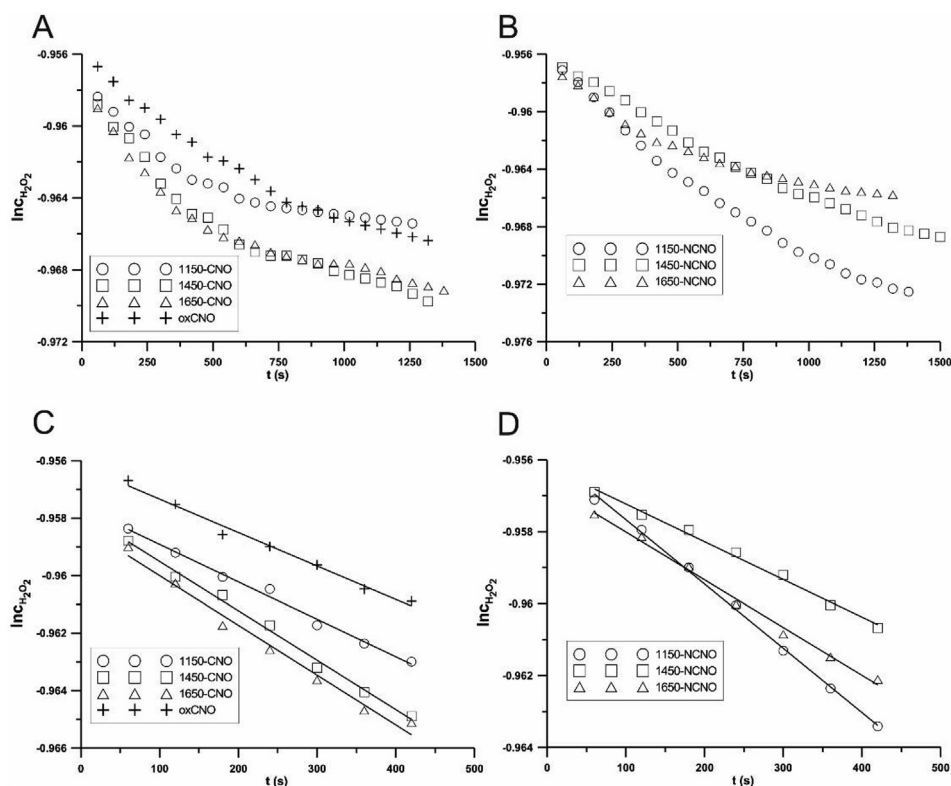 A
-0.956
-0.96
-0.964
-0.968
-0.972
lnc_H₂O₂
0 250 500 750 1000 1250 1500
t (s)
1150-CNO
1450-CNO
1650-CNO
oxCNO
B
-0.956
-0.96
-0.964
-0.968
-0.972
-0.976
lnc_H₂O₂
0 250 500 750 1000 1250 1500
t (s)
1150-NCNO
1450-NCNO
1650-NCNO
C
-0.956
-0.958
-0.96
-0.962
-0.964
-0.966
lnc_H₂O₂
0 100 200 300 400 500
t (s)
1150-CNO
1450-CNO
1650-CNO
oxCNO
D
-0.956
-0.958
-0.96
-0.962
-0.964
lnc_H₂O₂
0 100 200 300 400 500
t (s)
1150-NCNO
1450-NCNO
1650-NCNO